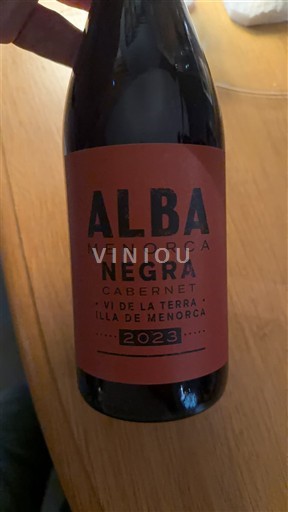 ALBA
MENORCA
VINIOU
NEGRA
CABERNET
• VI DE LA TERRA •
ILLA DE MENORCA
2023